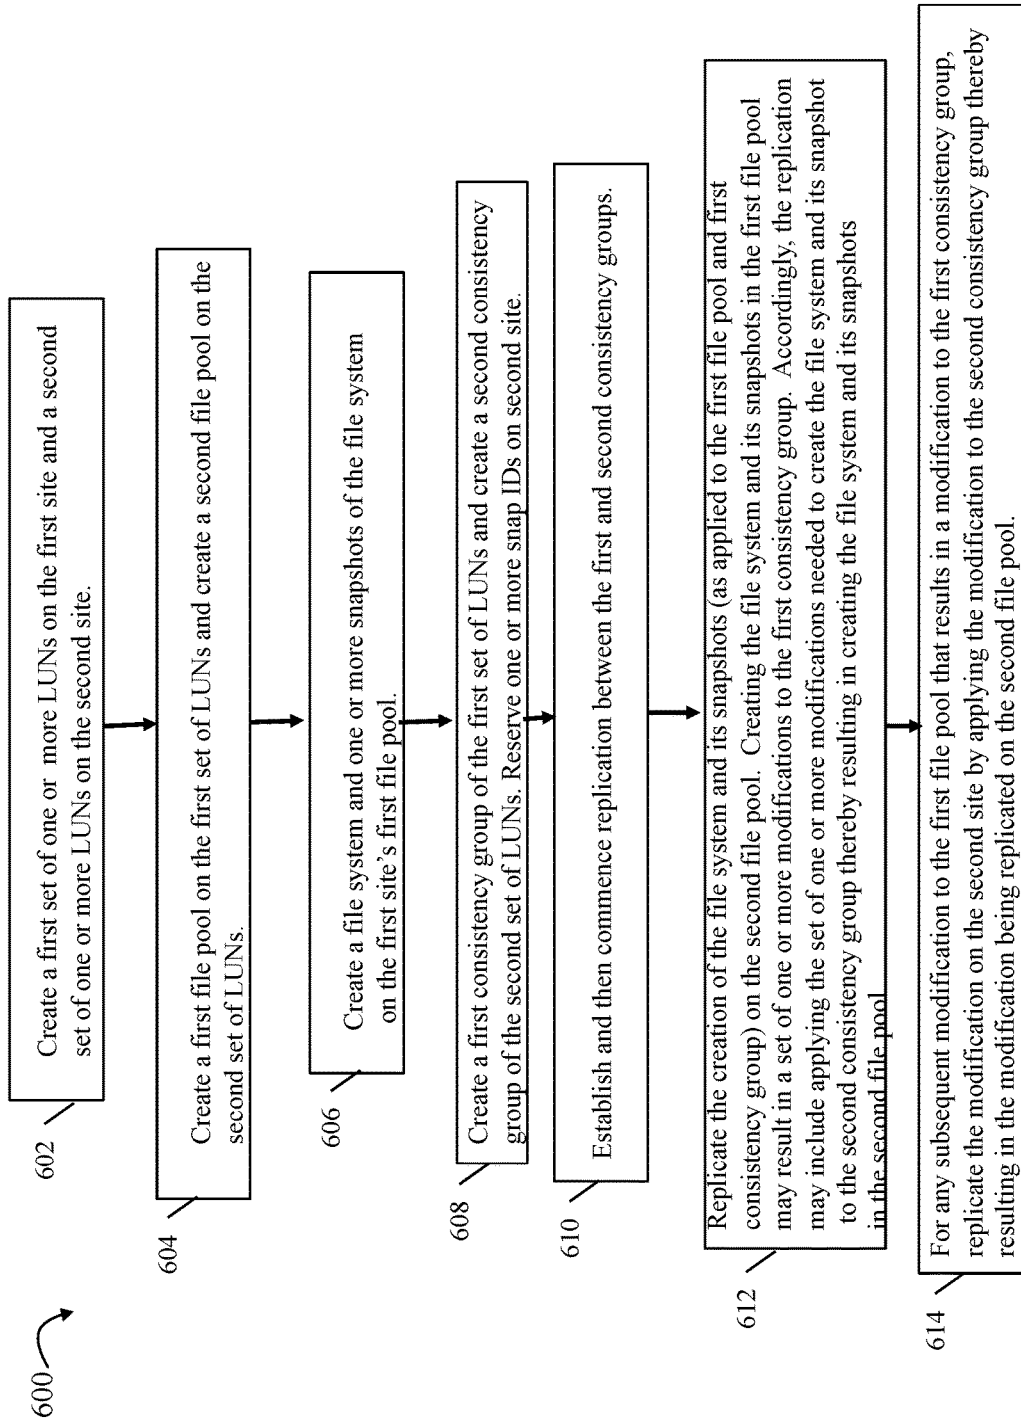 600
602
Create a first set of one or more LUNs on the first site and a second
set of one or more LUNs on the second site.
604
Create a first file pool on the first set of LUNs and create a second file pool on the
second set of LUNs.
606
Create a file system and one or more snapshots of the file system
on the first site’s first file pool.
608
Create a first consistency group of the first set of LUNs and create a second consistency
group of the second set of LUNs. Reserve one or more snap IDs on second site.
610
Establish and then commence replication between the first and second consistency groups.
612
Replicate the creation of the file system and its snapshots (as applied to the first file pool and first
consistency group) on the second file pool. Creating the file system and its snapshots in the first file pool
may result in a set of one or more modifications to the first consistency group. Accordingly, the replication
may include applying the set of one or more modifications needed to create the file system and its snapshot
to the second consistency group thereby resulting in creating the file system and its snapshots
in the second file pool
614
For any subsequent modification to the first file pool that results in a modification to the first consistency group,
replicate the modification on the second site by applying the modification to the second consistency group thereby
resulting in the modification being replicated on the second file pool.